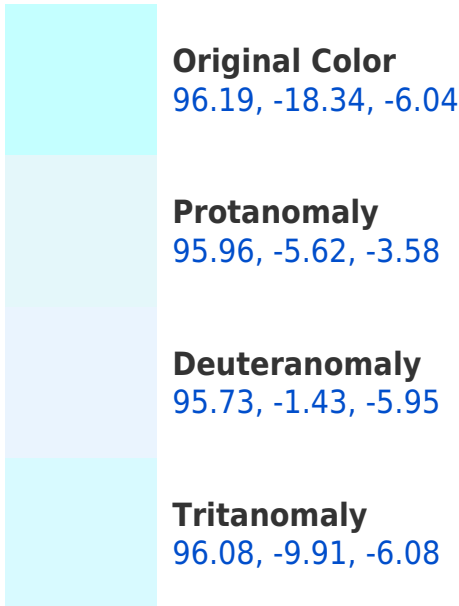 Original Color
96.19, -18.34, -6.04
Protanomaly
95.96, -5.62, -3.58
Deuteranomaly
95.73, -1.43, -5.95
Tritanomaly
96.08, -9.91, -6.08